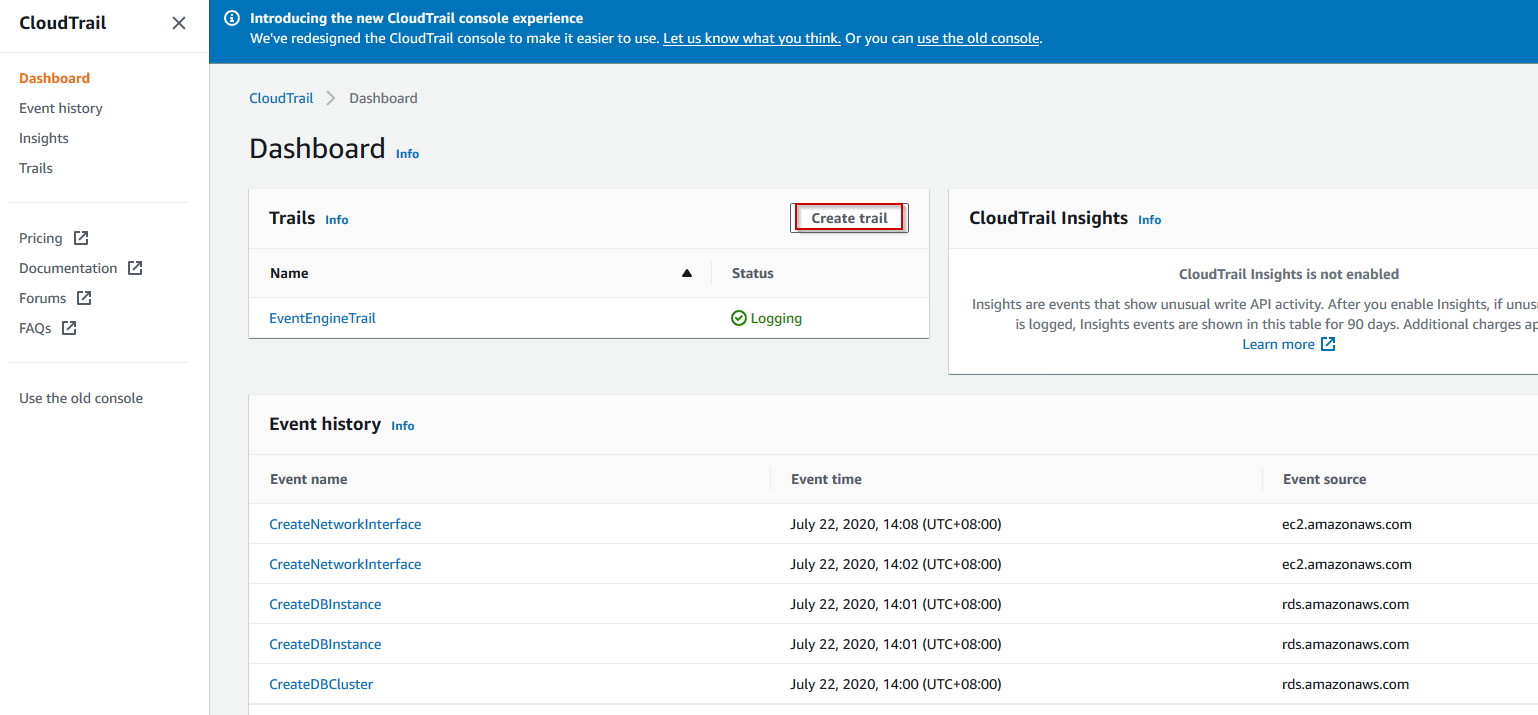 CloudTrail
Dashboard
Event history
Insights
Trails
Pricing
Documentation
Forums
FAQs
Use the old console
Introducing the new CloudTrail console experience
We've redesigned the CloudTrail console to make it easier to use. Let us know what you think. Or you can use the old console.
CloudTrail Dashboard
Dashboard Info
Trails Info Create trail
Name Status
EventEngineTrail Logging
CloudTrail Insights Info
CloudTrail Insights is not enabled
Insights are events that show unusual write API activity. After you enable Insights, if unus
is logged, Insights events are shown in this table for 90 days. Additional charges ap
Learn more
Event history Info
Event name Event time Event source
CreateNetworkInterface July 22, 2020, 14:08 (UTC+08:00) ec2.amazonaws.com
CreateNetworkInterface July 22, 2020, 14:02 (UTC+08:00) ec2.amazonaws.com
CreateDBInstance July 22, 2020, 14:01 (UTC+08:00) rds.amazonaws.com
CreateDBInstance July 22, 2020, 14:01 (UTC+08:00) rds.amazonaws.com
CreateDBCluster July 22, 2020, 14:00 (UTC+08:00) rds.amazonaws.com